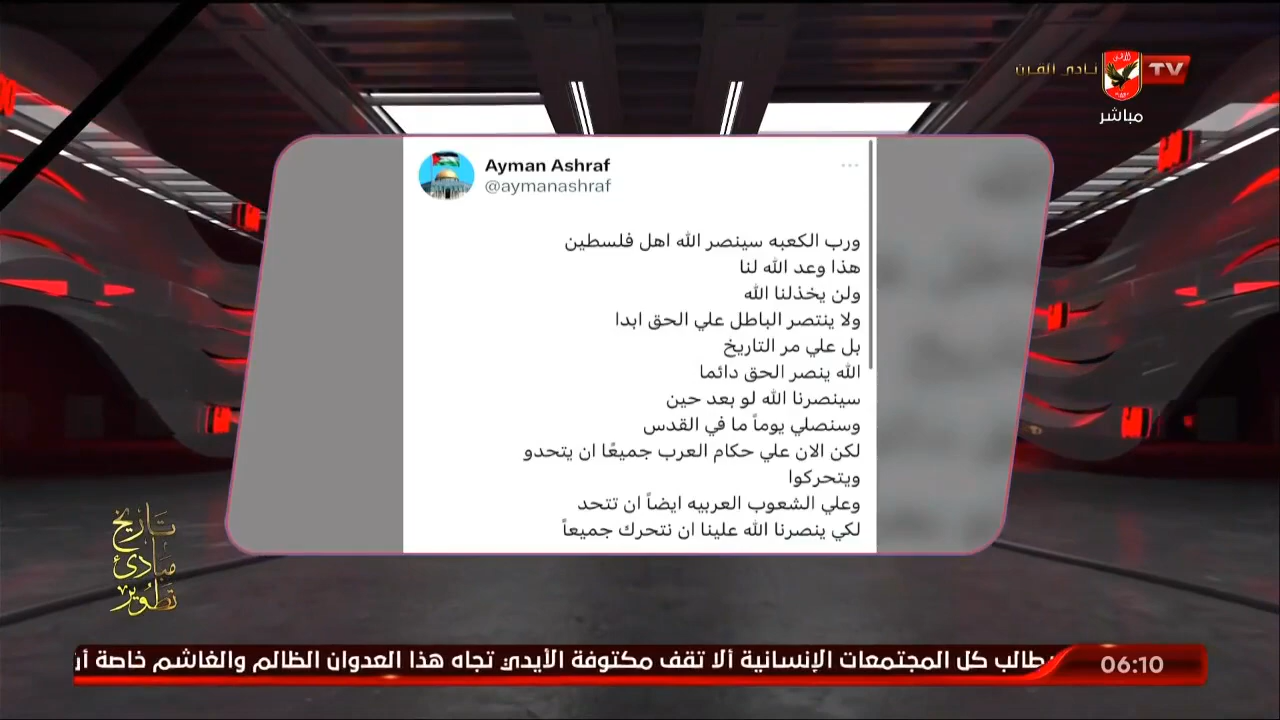 نادي القرن
TV
مباشر
Ayman Ashraf
@aymanashraf
ورب الكعبه سينصر الله اهل فلسطين
هذا وعد الله لنا
ولن يخذلنا الله
ولا ينتصر الباطل علي الحق ابدا
بل علي مر التاريخ
الله ينصر الحق دائما
سينصرنا الله لو بعد حين
وسنصلي يوماً ما في القدس
لكن الان علي حكام العرب جميعًا ان يتحدو
ويتحركوا
وعلي الشعوب العربيه ايضاً ان تتحد
لكي ينصرنا الله علينا ان نتحرك جميعاً
تاريخ
مبادئ
تطوير
06:10
طالب كل المجتمعات الإنسانية ألا تقف مكتوفة الأيدي تجاه هذا العدوان الظالم والغاشم خاصة أن